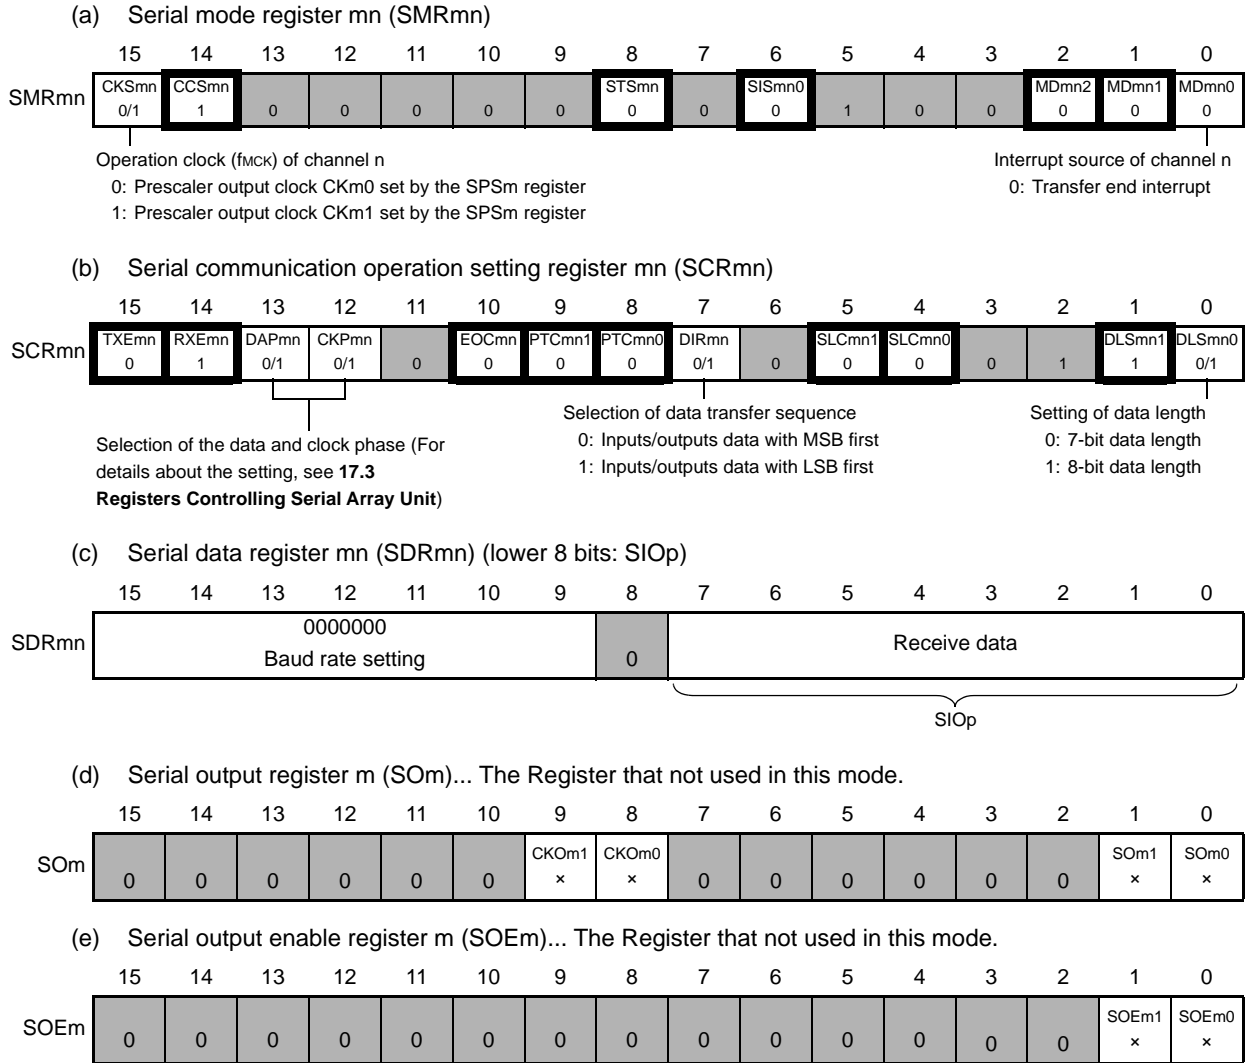 (a) Serial mode register mn (SMRmn)
15 14 13 12 11 10 9 8 7 6 5 4 3 2 1 0
SMRmn CKSmn CCSmn STSmn SISmn0 MDmn2 MDmn1 MDmn0
0/1 1 0 0 0 0 0 0 0 0 1 0 0 0 0 0
Operation clock (fMCK) of channel n Interrupt source of channel n
0: Prescaler output clock CKm0 set by the SPSm register 0: Transfer end interrupt
1: Prescaler output clock CKm1 set by the SPSm register
(b) Serial communication operation setting register mn (SCRmn)
15 14 13 12 11 10 9 8 7 6 5 4 3 2 1 0
SCRmn TXEmn RXEmn DAPmn CKPmn EOCmn PTCmn1 PTCmn0 DIRmn SLCmn1 SLCmn0 DLSmn1 DLSmn0
0 1 0/1 0/1 0 0 0 0 0/1 0 0 0 0 1 1 0/1
Selection of data transfer sequence Setting of data length
Selection of the data and clock phase (For 0: Inputs/outputs data with MSB first 0: 7-bit data length
details about the setting, see 17.3 1: Inputs/outputs data with LSB first 1: 8-bit data length
Registers Controlling Serial Array Unit)
(c) Serial data register mn (SDRmn) (lower 8 bits: SIOp)
15 14 13 12 11 10 9 8 7 6 5 4 3 2 1 0
SDRmn 0000000 Receive data
Baud rate setting 0
SIOp
(d) Serial output register m (SOm)... The Register that not used in this mode.
15 14 13 12 11 10 9 8 7 6 5 4 3 2 1 0
SOm CKOm1 CKOm0 SOm1 SOm0
0 0 0 0 0 0 × × 0 0 0 0 0 0 × ×
(e) Serial output enable register m (SOEm)... The Register that not used in this mode.
15 14 13 12 11 10 9 8 7 6 5 4 3 2 1 0
SOEm SOEm1 SOEm0
0 0 0 0 0 0 0 0 0 0 0 0 0 0 × ×